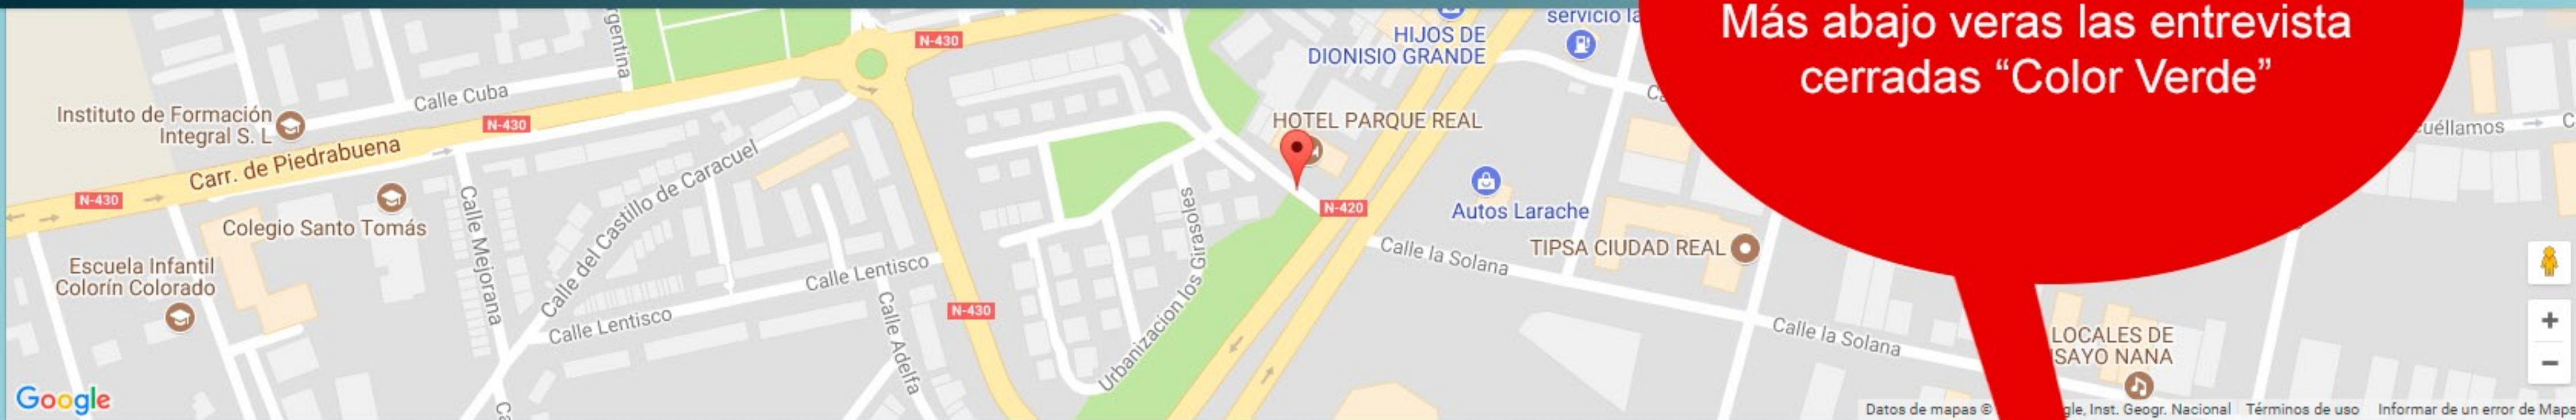 Más abajo veras las entrevista
cerradas “Color Verde”
N-430
HIJOS DE
DIONISIO GRANDE
servicio
Calle Cuba
Instituto de Formación
Integral S. L
N-430
HOTEL PARQUE REAL
Carr. de Piedrabuena
N-430
Colegio Santo Tomás
Calle Mejorana
Calle del Castillo de Caracuel
Urbanizacion los Girasoles
N-420
Autos Larache
Calle la Solana
TIPSA CIUDAD REAL
Escuela Infantil
Colorín Colorado
Calle Lentisco
Calle Lentisco
Calle Adelfa
N-430
Calle la Solana
LOCALES DE
SAYO NANA
Google
Datos de mapas © gle, Inst. Geogr. Nacional Términos de uso Informar de un error de Maps